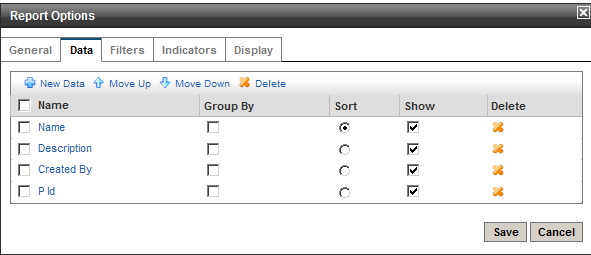 Report Options
General Data Filters Indicators Display
New Data Move Up Move Down Delete
Name Group By Sort Show Delete
Name
Description
Created By
P Id
Save Cancel